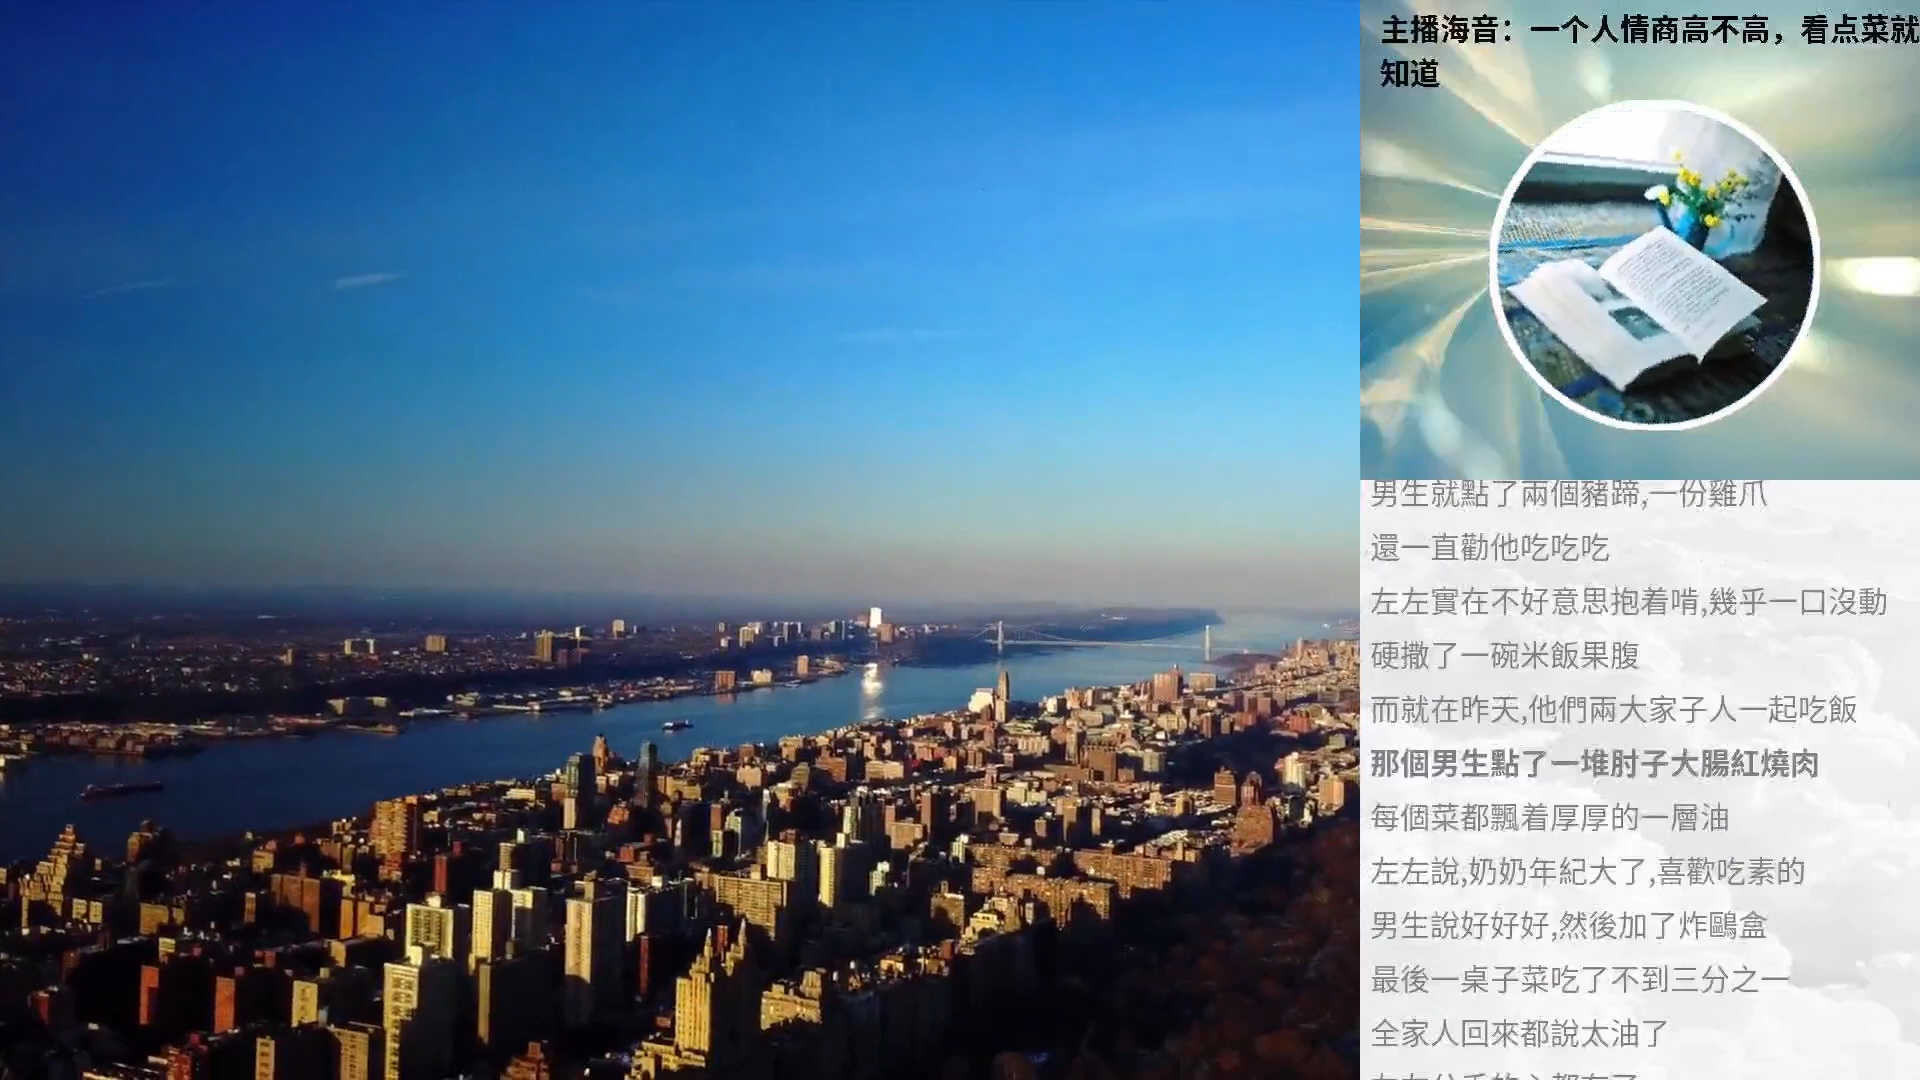 主播海音：一个人情商高不高，看点菜就
知道
男生就點了兩個豬蹄,一份雞爪
還一直勸他吃吃吃
左左實在不好意思抱着啃,幾乎一口沒動
硬撒了一碗米飯果腹
而就在昨天,他們兩大家子人一起吃飯
那個男生點了一堆肘子大腸紅燒肉
每個菜都飄着厚厚的一層油
左左說,奶奶年紀大了,喜歡吃素的
男生說好好好,然後加了炸鷗盒
最後一桌子菜吃了不到三分之一
全家人回來都說太油了